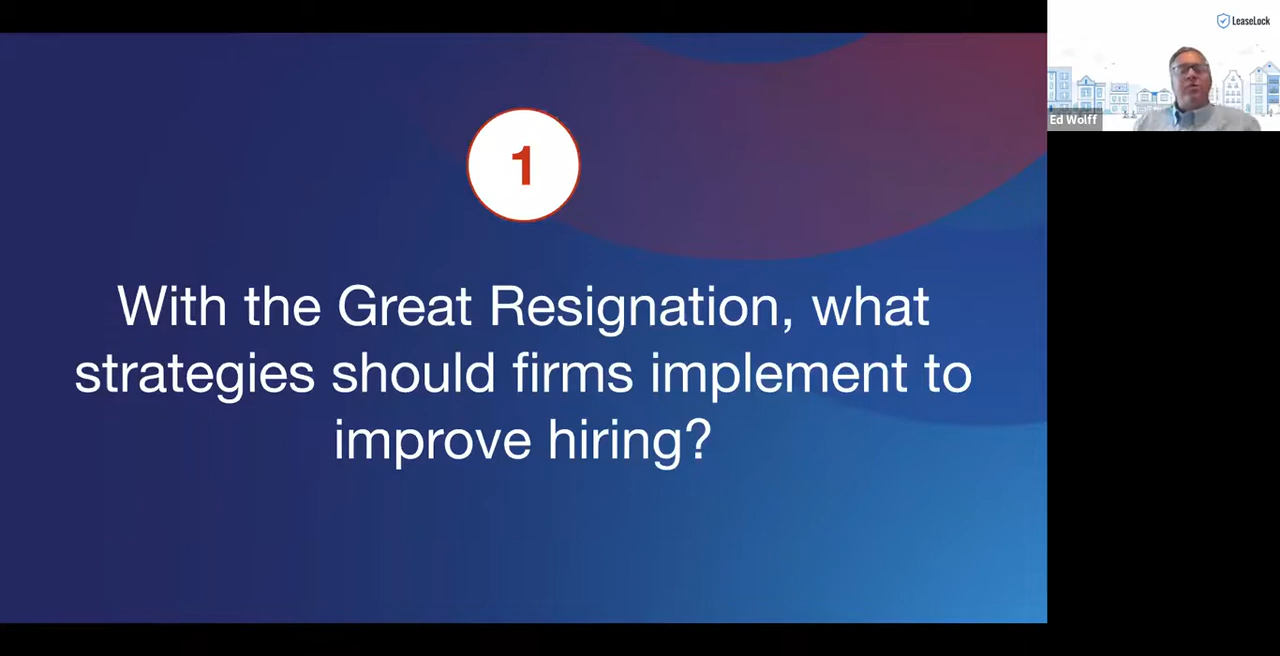 1
With the Great Resignation, what
strategies should firms implement to
improve hiring?
LeaseLock
Ed Wolff